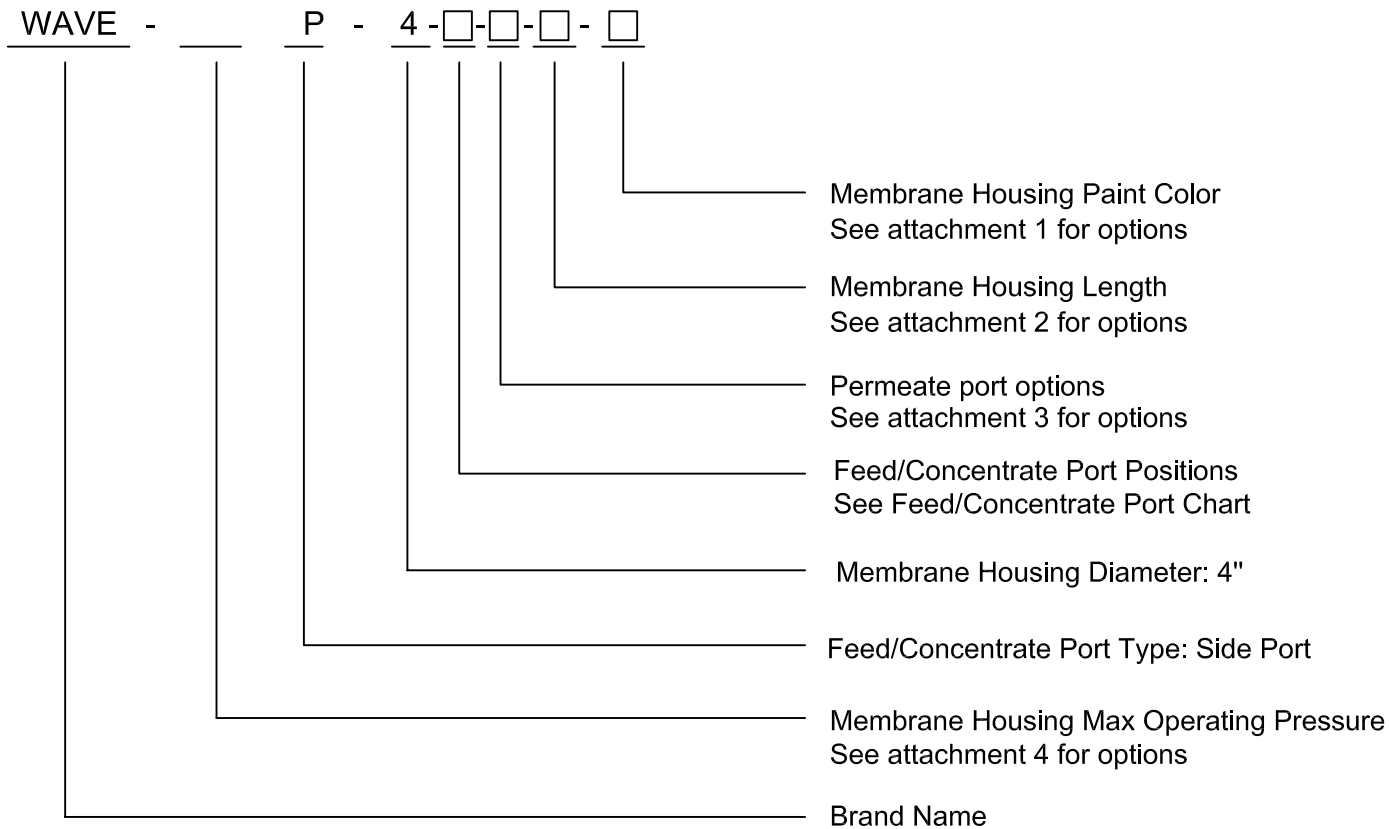 WAVE - P - 4 -□-□-□-□
Membrane Housing Paint Color
See attachment 1 for options
Membrane Housing Length
See attachment 2 for options
Permeate port options
See attachment 3 for options
Feed/Concentrate Port Positions
See Feed/Concentrate Port Chart
Membrane Housing Diameter: 4"
Feed/Concentrate Port Type: Side Port
Membrane Housing Max Operating Pressure
See attachment 4 for options
Brand Name